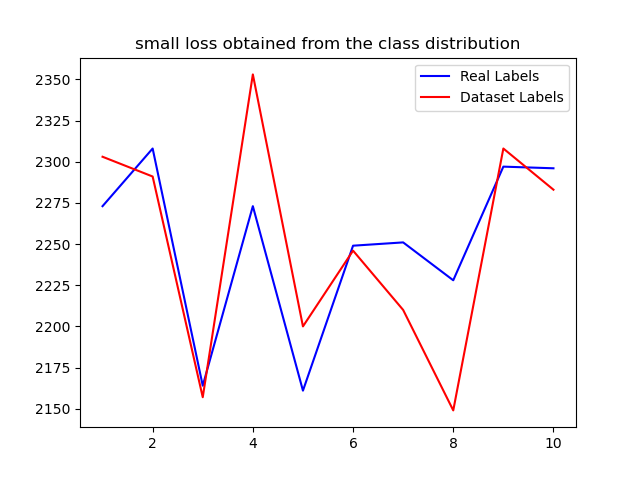 small loss obtained from the class distribution
Real Labels
Dataset Labels
2350
2325
2300
2275
2250
2225
2200
2175
2150
2 4 6 8 10